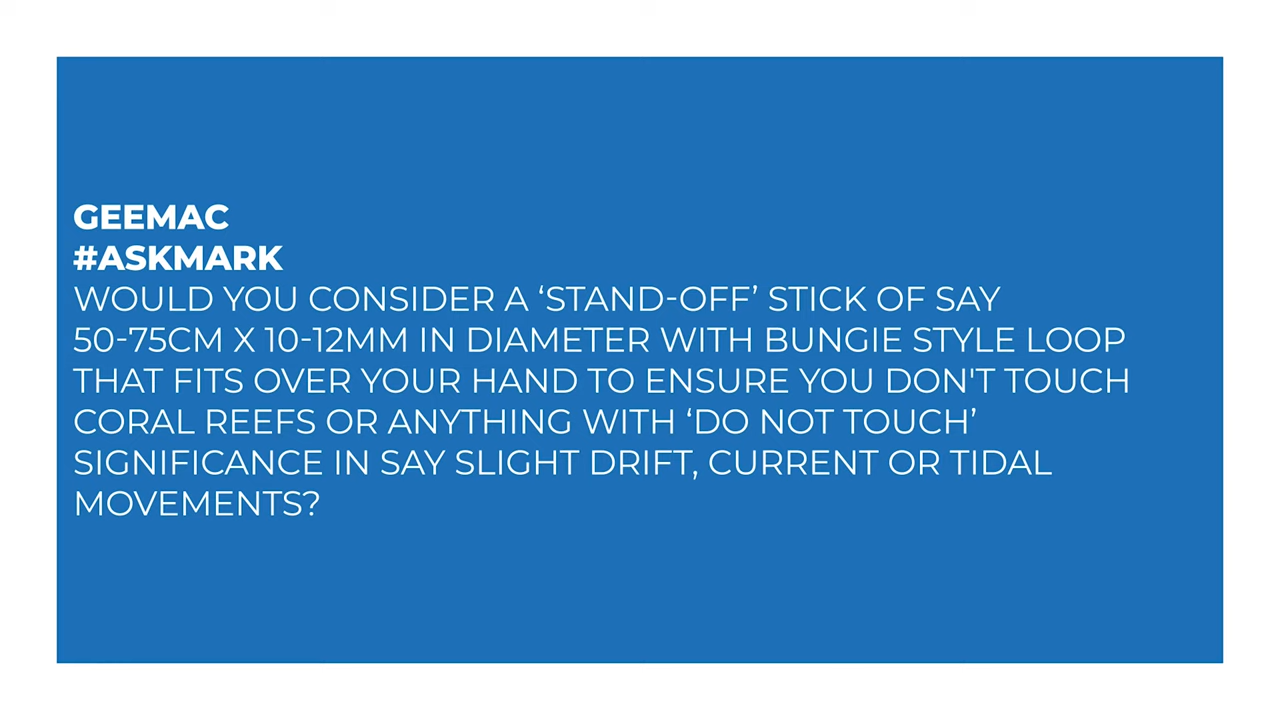 GEEMAC
#ASKMARK
WOULD YOU CONSIDER A ‘STAND-OFF’ STICK OF SAY
50-75CM X 10-12MM IN DIAMETER WITH BUNGIE STYLE LOOP
THAT FITS OVER YOUR HAND TO ENSURE YOU DON'T TOUCH
CORAL REEFS OR ANYTHING WITH ‘DO NOT TOUCH’
SIGNIFICANCE IN SAY SLIGHT DRIFT, CURRENT OR TIDAL
MOVEMENTS?